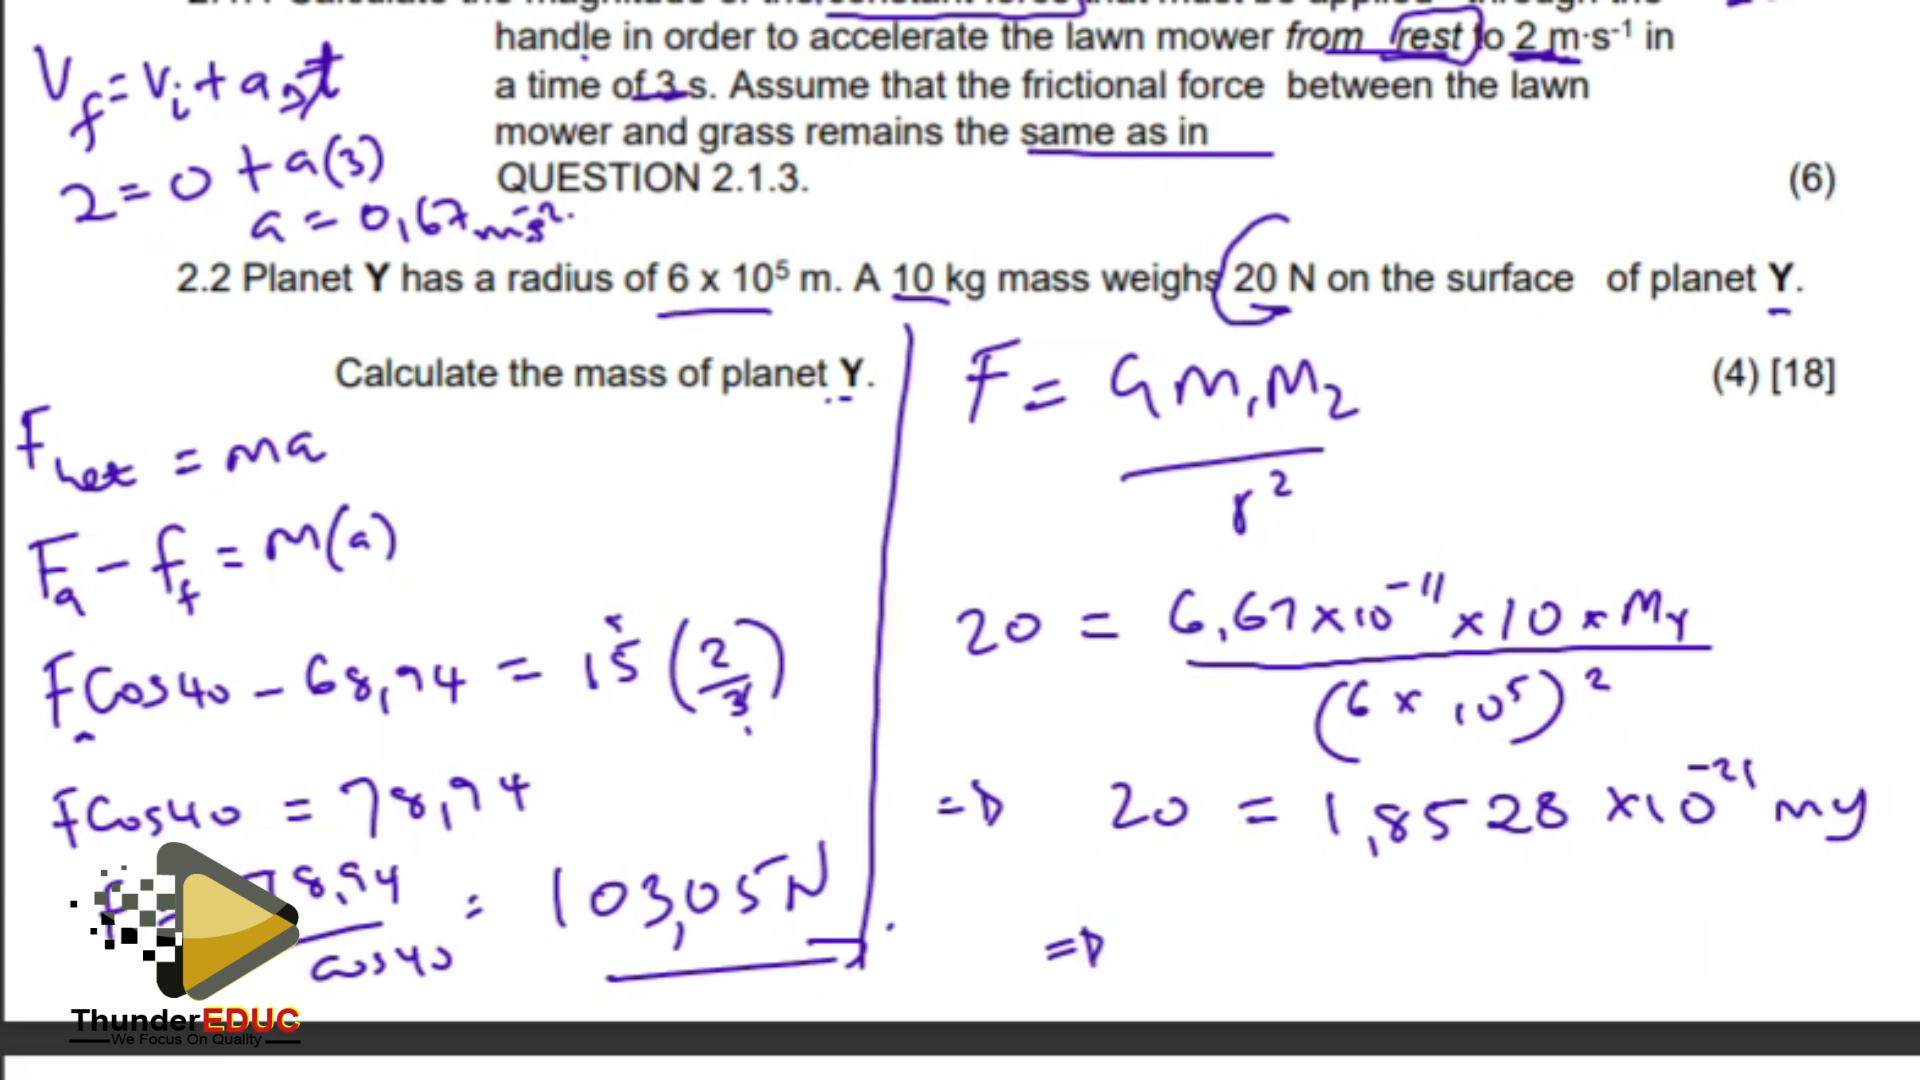 handle in order to accelerate the lawn mower from rest to 2 m·s⁻¹ in
a time of 3 s. Assume that the frictional force between the lawn
mower and grass remains the same as in
QUESTION 2.1.3.
(6)
Vf = Vi + aΔt
2 = 0 + a(3)
a = 0,67 m·s⁻².
2.2 Planet Y has a radius of 6 x 10⁵ m. A 10 kg mass weighs 20 N on the surface of planet Y.
Calculate the mass of planet Y.
(4) [18]
Fnet = ma
Fa - ff = m(a)
FCos40 - 68,94 = 15 (2/3)
FCos40 = 78,94
78,94 / cos40 = 103,05N
F = GM₁M₂ / r²
20 = 6,67 x 10⁻¹¹ x 10 x My / (6 x 10⁵)²
=> 20 = 1,8528 x 10⁻²¹ my
=>
ThunderEDUC
We Focus On Quality